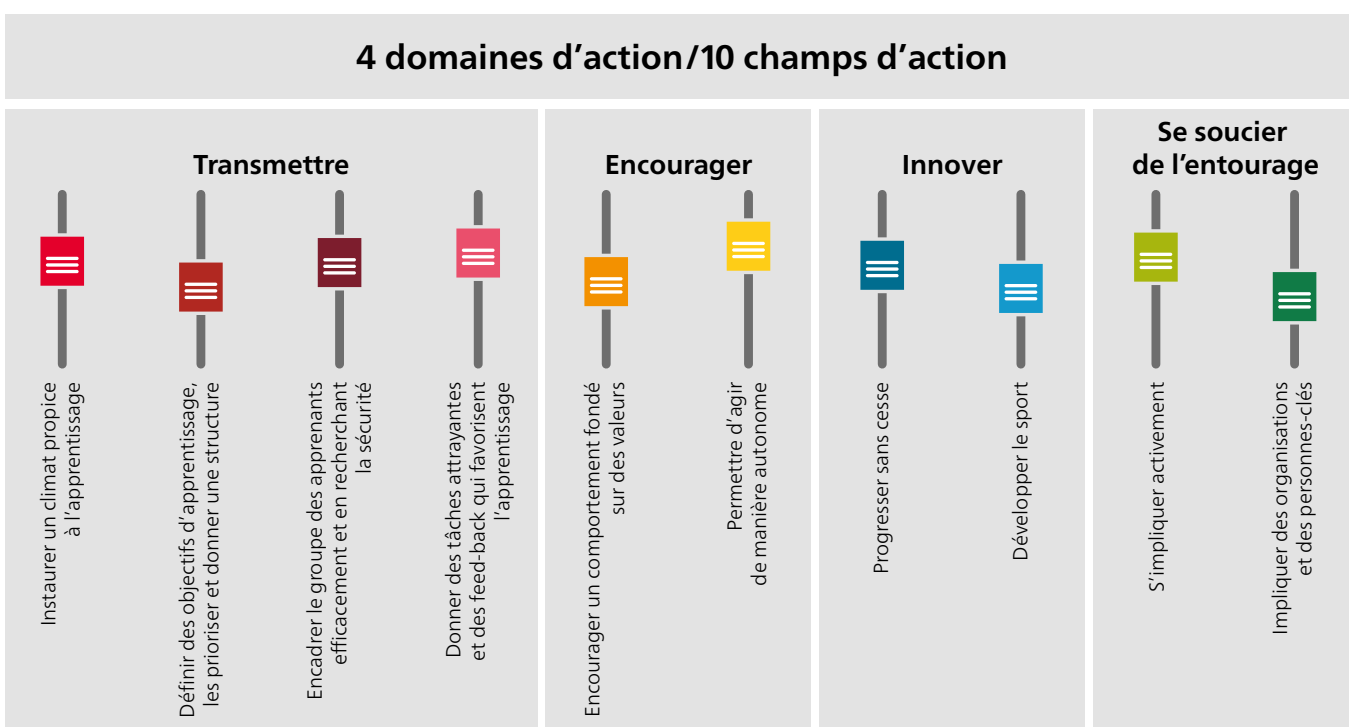 4 domaines d’action/10 champs d’action
Transmettre
Instaurer un climat propice
à l’apprentissage
Définir des objectifs d’apprentissage,
les prioriser et donner une structure
Encadrer le groupe des apprenants
efficacement et en recherchant
la sécurité
Donner des tâches attrayantes
et des feed-back qui favorisent
l’apprentissage
Encourager
Encourager un comportement fondé
sur des valeurs
Permettre d’agir
de manière autonome
Innover
Progresser sans cesse
Développer le sport
Se soucier
de l’entourage
S’impliquer activement
Impliquer des organisations
et des personnes-clés